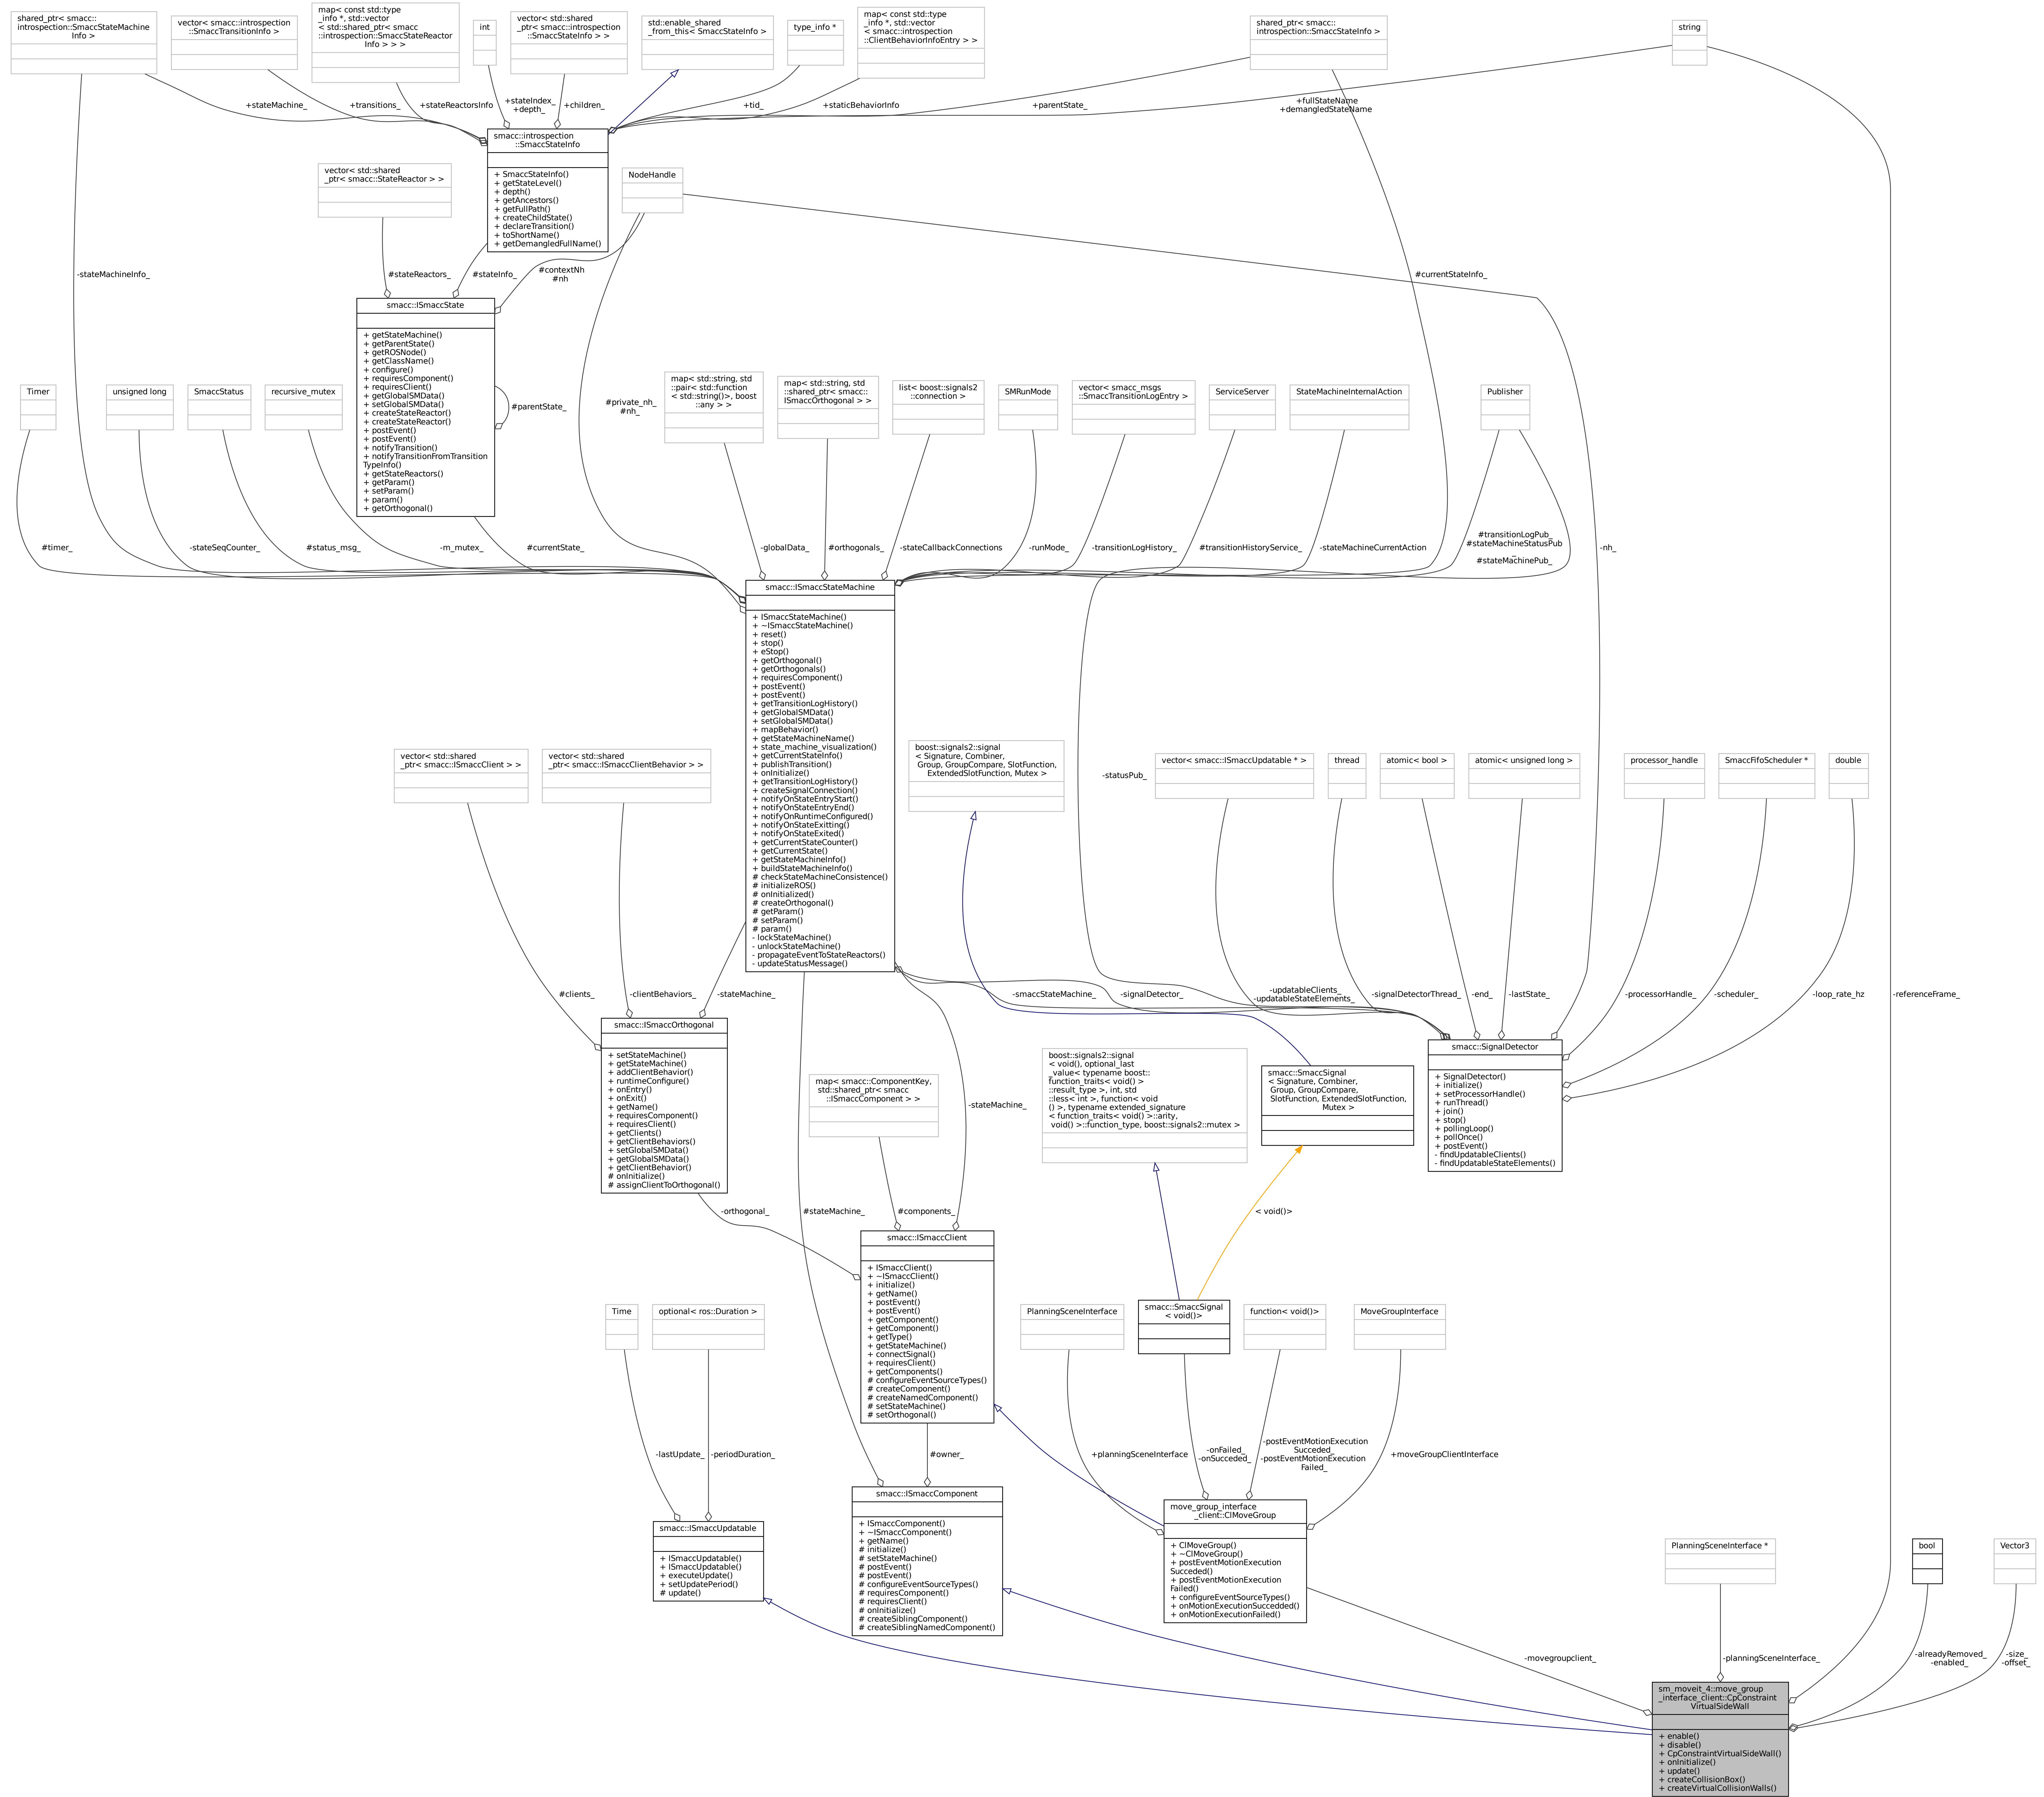 shared_ptr< smacc::
introspection::SmaccStateMachine
Info >
vector< smacc::introspection
::SmaccTransitionInfo >
map< const std::type
_info *, std::vector
< std::shared_ptr< smacc
::introspection::SmaccStateReactor
Info > > >
int
vector< std::shared
_ptr< smacc::introspection
::SmaccStateInfo > >
std::enable_shared
_from_this< SmaccStateInfo >
type_info *
map< const std::type
_info *, std::vector
< smacc::introspection
::ClientBehaviorInfoEntry > >
shared_ptr< smacc::
introspection::SmaccStateInfo >
string
+stateMachine_
+transitions_
+stateReactorsInfo
+stateIndex_
+depth_
+children_
+tid_
+staticBehaviorInfo
+parentState_
+fullStateName
+demangledStateName
smacc::introspection
::SmaccStateInfo
+ SmaccStateInfo()
+ getStateLevel()
+ depth()
+ getAncestors()
+ getFullPath()
+ createChildState()
+ declareTransition()
+ toShortName()
+ getDemangledFullName()
vector< std::shared
_ptr< smacc::StateReactor > >
NodeHandle
-stateMachineInfo_
#stateReactors_
#stateInfo_
#contextNh
#nh
#currentStateInfo_
smacc::ISmaccState
+ getStateMachine()
+ getParentState()
+ getROSNode()
+ getClassName()
+ configure()
+ requiresComponent()
+ requiresClient()
+ getGlobalSMData()
+ setGlobalSMData()
+ createStateReactor()
+ createStateReactor()
+ postEvent()
+ postEvent()
+ notifyTransition()
+ notifyTransitionFromTransition
TypeInfo()
+ getStateReactors()
+ getParam()
+ setParam()
+ param()
+ getOrthogonal()
#parentState_
Timer
unsigned long
SmaccStatus
recursive_mutex
#private_nh_
#nh_
map< std::string, std
::pair< std::function
< std::string()>, boost
::any > >
map< std::string, std
::shared_ptr< smacc::
ISmaccOrthogonal > >
list< boost::signals2
::connection >
SMRunMode
vector< smacc_msgs
::SmaccTransitionLogEntry >
ServiceServer
StateMachineInternalAction
Publisher
#timer_
-stateSeqCounter_
#status_msg_
-m_mutex_
#currentState_
-globalData_
#orthogonals_
-stateCallbackConnections
-runMode_
-transitionLogHistory_
#transitionHistoryService_
-stateMachineCurrentAction
#transitionLogPub_
#stateMachineStatusPub
_
#stateMachinePub_
-nh_
smacc::ISmaccStateMachine
+ ISmaccStateMachine()
+ ~ISmaccStateMachine()
+ reset()
+ stop()
+ eStop()
+ getOrthogonal()
+ getOrthogonals()
+ requiresComponent()
+ postEvent()
+ postEvent()
+ getTransitionLogHistory()
+ getGlobalSMData()
+ setGlobalSMData()
+ mapBehavior()
+ getStateMachineName()
+ state_machine_visualization()
+ getCurrentStateInfo()
+ publishTransition()
+ onInitialize()
+ getTransitionLogHistory()
+ createSignalConnection()
+ notifyOnStateEntryStart()
+ notifyOnStateEntryEnd()
+ notifyOnRuntimeConfigured()
+ notifyOnStateExitting()
+ notifyOnStateExited()
+ getCurrentStateCounter()
+ getCurrentState()
+ getStateMachineInfo()
+ buildStateMachineInfo()
# checkStateMachineConsistence()
# initializeROS()
# onInitialized()
# createOrthogonal()
# getParam()
# setParam()
# param()
- lockStateMachine()
- unlockStateMachine()
- propagateEventToStateReactors()
- updateStatusMessage()
vector< std::shared
_ptr< smacc::ISmaccClient > >
vector< std::shared
_ptr< smacc::ISmaccClientBehavior > >
boost::signals2::signal
< Signature, Combiner,
Group, GroupCompare, SlotFunction,
ExtendedSlotFunction, Mutex >
-statusPub_
vector< smacc::ISmaccUpdatable * >
thread
atomic< bool >
atomic< unsigned long >
processor_handle
SmaccFifoScheduler *
double
#clients_
-clientBehaviors_
-stateMachine_
-smaccStateMachine_
-signalDetector_
-updatableClients_
-updatableStateElements_
-signalDetectorThread_
-end_
-lastState_
-processorHandle_
-scheduler_
-loop_rate_hz
-referenceFrame_
smacc::ISmaccOrthogonal
+ setStateMachine()
+ getStateMachine()
+ addClientBehavior()
+ runtimeConfigure()
+ onEntry()
+ onExit()
+ getName()
+ requiresComponent()
+ requiresClient()
+ getClients()
+ getClientBehaviors()
+ setGlobalSMData()
+ getGlobalSMData()
+ getClientBehavior()
# onInitialize()
# assignClientToOrthogonal()
map< smacc::ComponentKey,
std::shared_ptr< smacc
::ISmaccComponent > >
-stateMachine_
boost::signals2::signal
< void(), optional_last
_value< typename boost::
function_traits< void() >
::result_type >, int, std
::less< int >, function< void
() >, typename extended_signature
< function_traits< void() >::arity,
void() >::function_type, boost::signals2::mutex >
smacc::SmaccSignal
< Signature, Combiner,
Group, GroupCompare,
SlotFunction, ExtendedSlotFunction,
Mutex >
smacc::SignalDetector
+ SignalDetector()
+ initialize()
+ setProcessorHandle()
+ runThread()
+ join()
+ stop()
+ pollingLoop()
+ pollOnce()
+ postEvent()
- findUpdatableClients()
- findUpdatableStateElements()
-orthogonal_
#stateMachine_
#components_
< void()>
smacc::ISmaccClient
+ ISmaccClient()
+ ~ISmaccClient()
+ initialize()
+ getName()
+ postEvent()
+ postEvent()
+ getComponent()
+ getComponent()
+ getType()
+ getStateMachine()
+ connectSignal()
+ requiresClient()
+ getComponents()
# configureEventSourceTypes()
# createComponent()
# createNamedComponent()
# setStateMachine()
# setOrthogonal()
Time
optional< ros::Duration >
PlanningSceneInterface
smacc::SmaccSignal
< void()>
function< void()>
MoveGroupInterface
-lastUpdate_
-periodDuration_
#owner_
+planningSceneInterface
-onFailed_
-onSucceded_
-postEventMotionExecution
Succeded_
-postEventMotionExecution
Failed_
+moveGroupClientInterface
smacc::ISmaccUpdatable
+ ISmaccUpdatable()
+ ISmaccUpdatable()
+ executeUpdate()
+ setUpdatePeriod()
# update()
smacc::ISmaccComponent
+ ISmaccComponent()
+ ~ISmaccComponent()
+ getName()
# initialize()
# setStateMachine()
# postEvent()
# postEvent()
# configureEventSourceTypes()
# requiresComponent()
# requiresClient()
# onInitialize()
# createSiblingComponent()
# createSiblingNamedComponent()
move_group_interface
_client::ClMoveGroup
+ ClMoveGroup()
+ ~ClMoveGroup()
+ postEventMotionExecution
Succeded()
+ postEventMotionExecution
Failed()
+ configureEventSourceTypes()
+ onMotionExecutionSuccedded()
+ onMotionExecutionFailed()
PlanningSceneInterface *
bool
Vector3
-movegroupclient_
-planningSceneInterface_
-alreadyRemoved_
-enabled_
-size_
-offset_
sm_moveit_4::move_group
_interface_client::CpConstraint
VirtualSideWall
+ enable()
+ disable()
+ CpConstraintVirtualSideWall()
+ onInitialize()
+ update()
+ createCollisionBox()
+ createVirtualCollisionWalls()